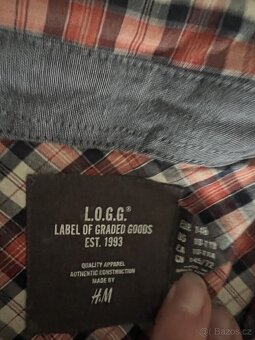 L.O.G.G.®
LABEL OF GRADED GOODS
EST. 1993
QUALITY APPAREL
AUTHENTIC CONSTRUCTION
MADE BY
H&M